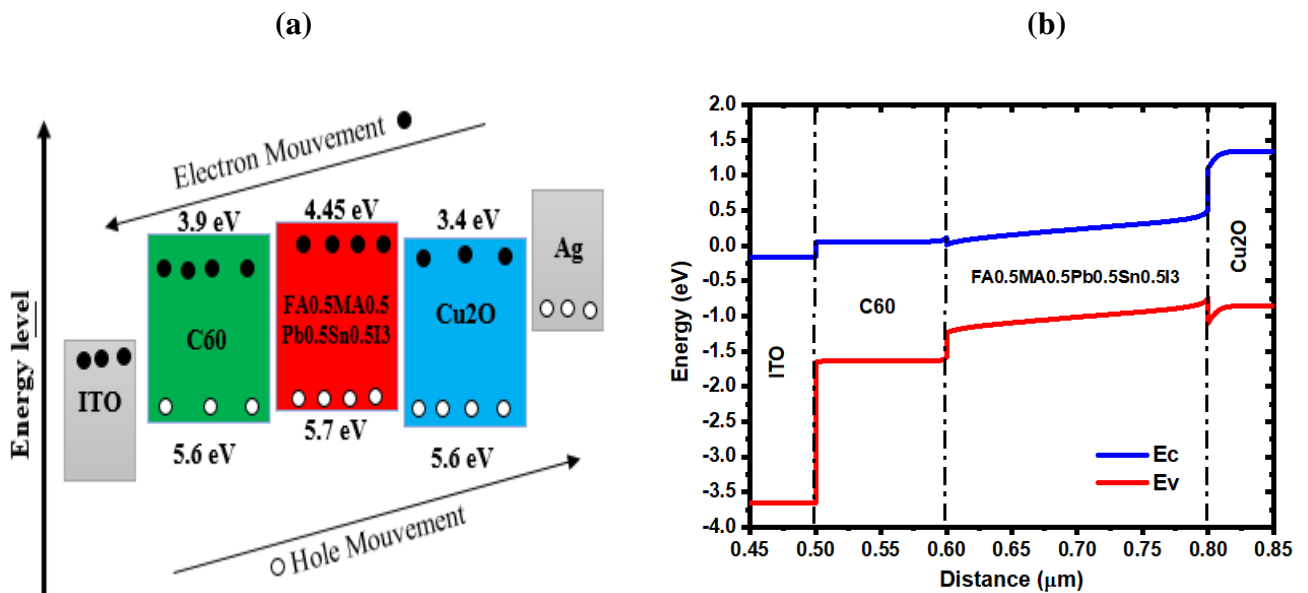 (a)
Energy level
Electron Mouvement
3.9 eV
4.45 eV
3.4 eV
Ag
FA0.5MA0.5
Pb0.5Sn0.5I3
C60
Cu2O
ITO
5.6 eV
5.7 eV
5.6 eV
Hole Mouvement
(b)
Energy (eV)
2.0
1.5
1.0
0.5
0.0
-0.5
-1.0
-1.5
-2.0
-2.5
-3.0
-3.5
-4.0
ITO
C60
FA0.5MA0.5Pb0.5Sn0.5I3
Cu2O
Ec
Ev
0.45 0.50 0.55 0.60 0.65 0.70 0.75 0.80 0.85
Distance (μm)